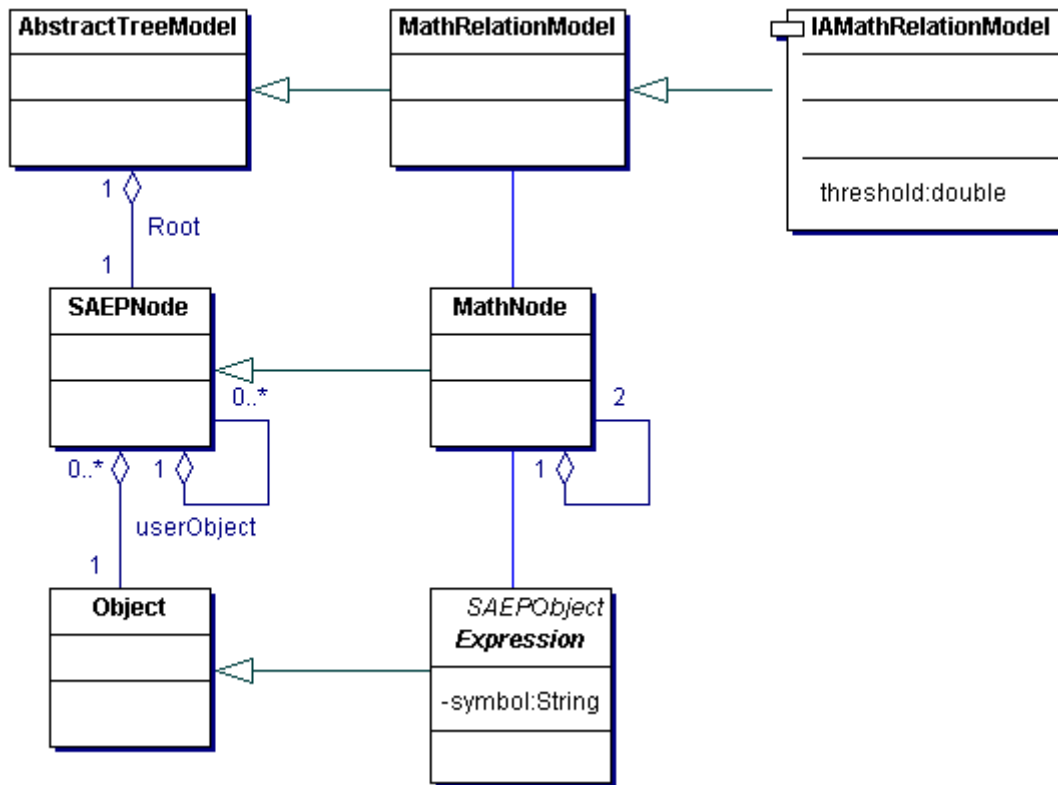 AbstractTreeModel
MathRelationModel
IAMathRelationModel
threshold:double
1
Root
1
SAEPNode
MathNode
0..*
2
0..*
1
1
userObject
1
Object
SAEPObject
Expression
-symbol:String